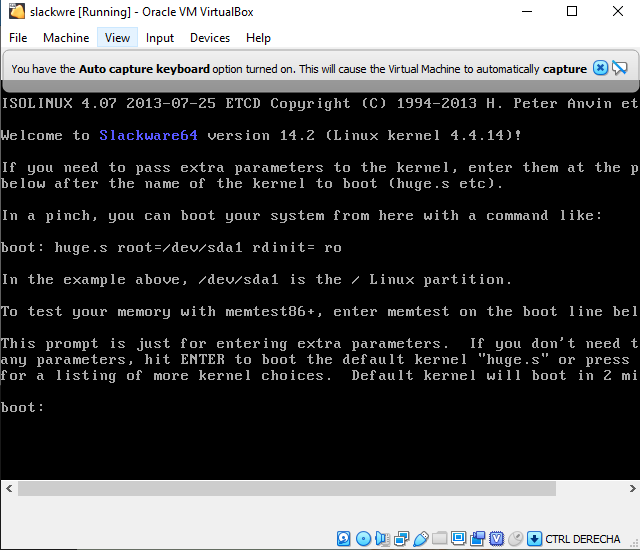 slackwre [Running] - Oracle VM VirtualBox
File Machine View Input Devices Help
You have the Auto capture keyboard option turned on. This will cause the Virtual Machine to automatically capture
ISOLINUX 4.07 2013-07-25 ETCD Copyright (C) 1994-2013 H. Peter Anvin et
Welcome to Slackware64 version 14.2 (Linux kernel 4.4.14)!
If you need to pass extra parameters to the kernel, enter them at the p
below after the name of the kernel to boot (huge.s etc).
In a pinch, you can boot your system from here with a command like:
boot: huge.s root=/dev/sda1 rdinit= ro
In the example above, /dev/sda1 is the / Linux partition.
To test your memory with memtest86+, enter memtest on the boot line bel
This prompt is just for entering extra parameters.  If you don't need t
any parameters, hit ENTER to boot the default kernel "huge.s" or press
for a listing of more kernel choices.  Default kernel will boot in 2 mi
boot:
CTRL DERECHA